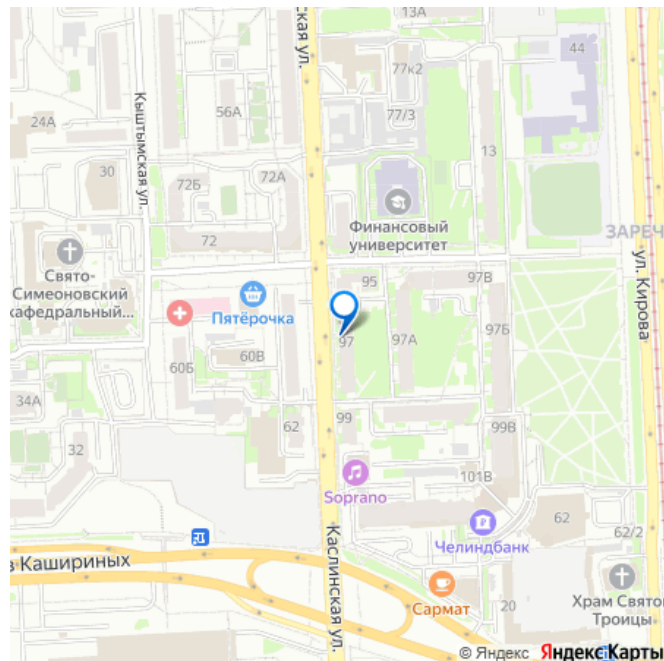 13А
ская ул.
44
77к2
77/3
Кыштымская ул.
56А
24А
13
30
72Б
72А
Финансовый
университет
72
ЗАРЕЧ
Свято-
Симеоновский
кафедральный...
95
97В
ул. Кирова
Пятёрочка
97
97А
97Б
60В
60Б
34А
99
62
99В
32
101В
Soprano
62
Челиндбанк
62/2
в Кашириных
Каслинская ул.
Сармат
20
Храм Свято
Троицы
© Яндекс Яндекс Карты